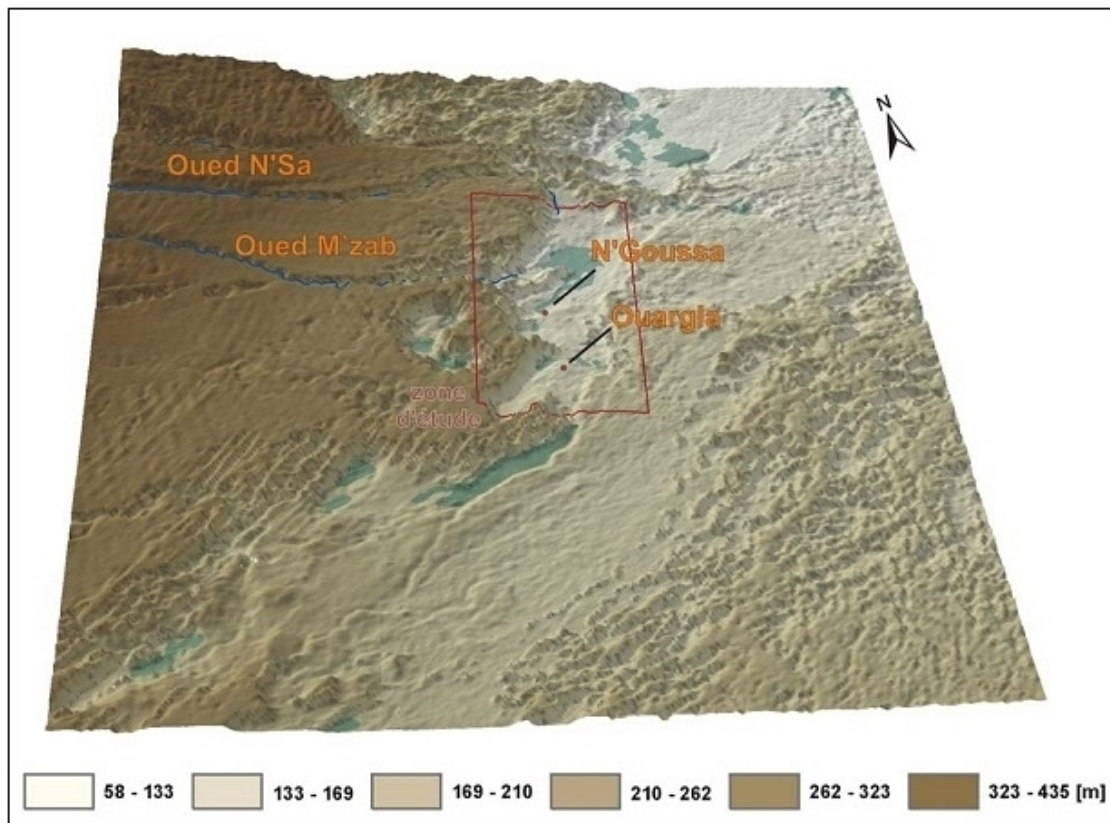 N
Oued N'Sa
Oued M'zab
N'Goussa
Ouargla
zone
d'étude
58 - 133
133 - 169
169 - 210
210 - 262
262 - 323
323 - 435 [m]